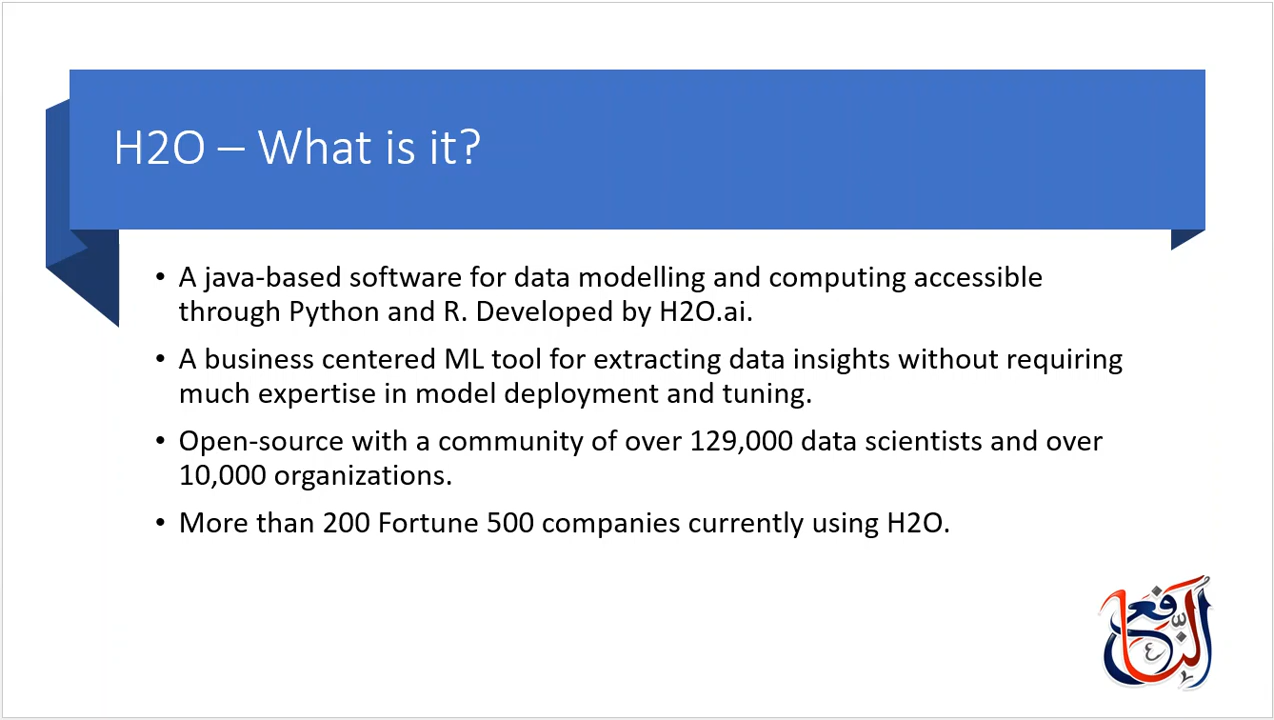 H2O – What is it?
• A java-based software for data modelling and computing accessible
through Python and R. Developed by H2O.ai.
• A business centered ML tool for extracting data insights without requiring
much expertise in model deployment and tuning.
• Open-source with a community of over 129,000 data scientists and over
10,000 organizations.
• More than 200 Fortune 500 companies currently using H2O.